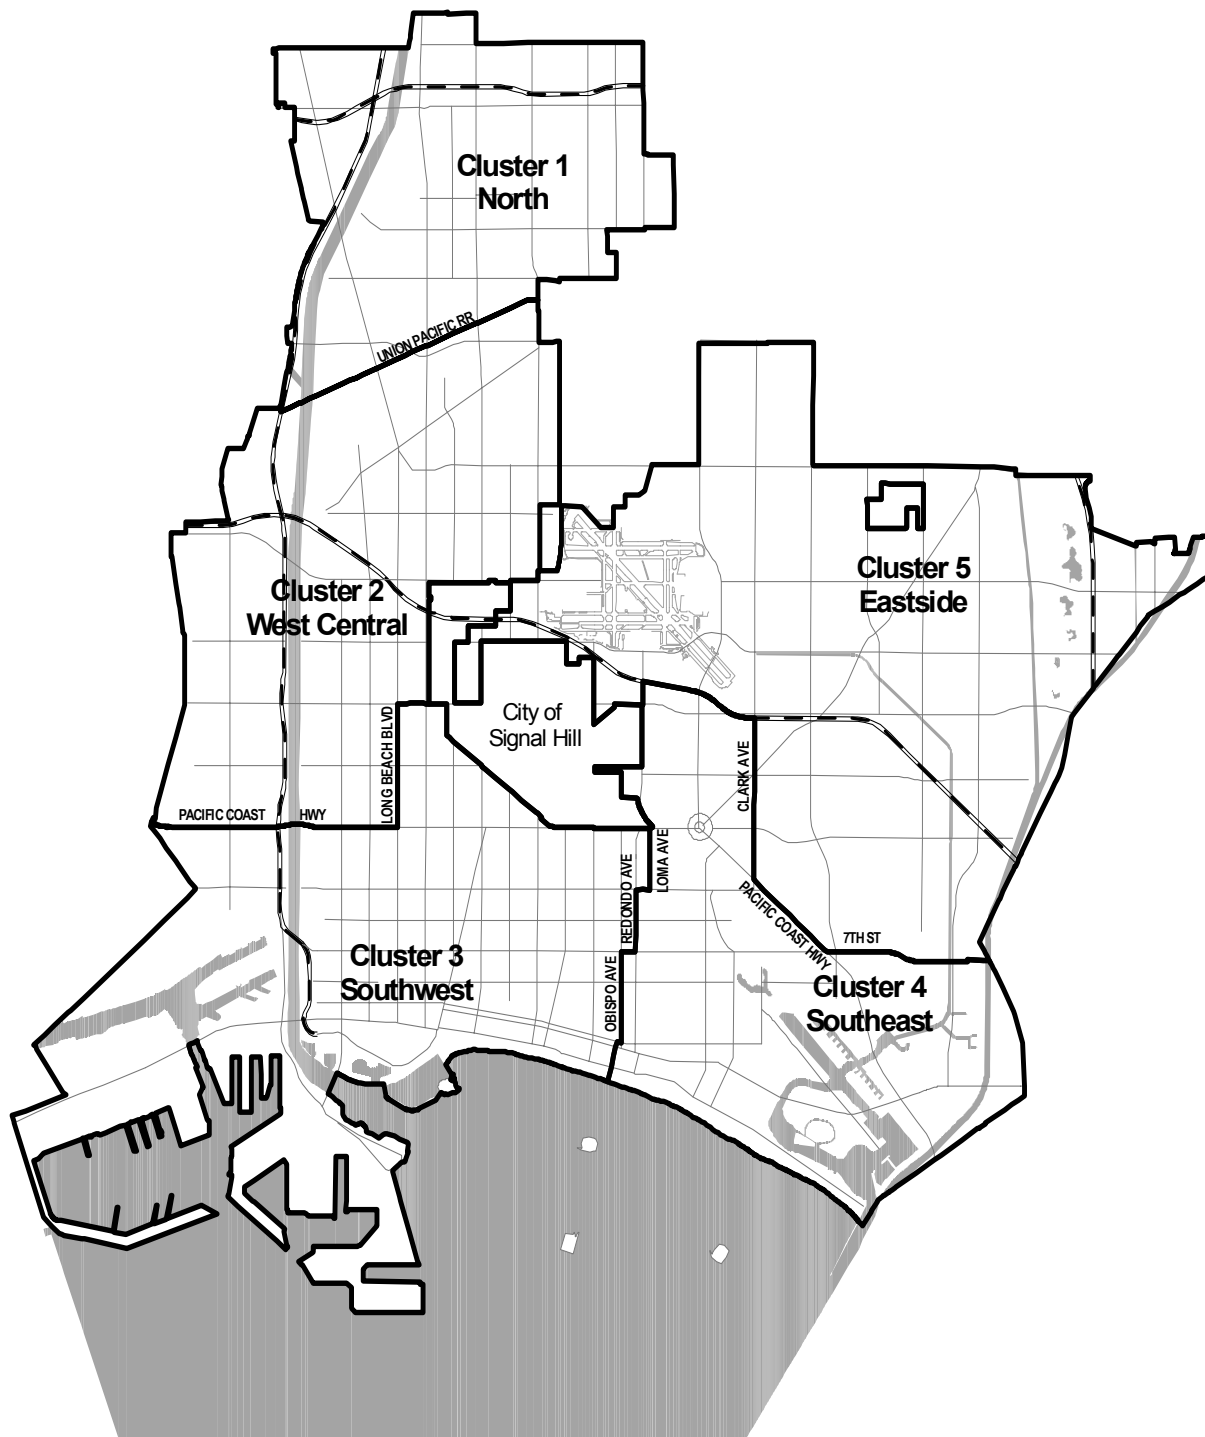 Cluster 1
North
UNION PACIFIC RR
Cluster 5
Eastside
Cluster 2
West Central
City of
Signal Hill
LONG BEACH BLVD
CLARK AVE
PACIFIC COAST HWY
LOMA AVE
REDONDO AVE
PACIFIC COAST HWY
7TH ST
Cluster 3
Southwest
OBISPO AVE
Cluster 4
Southeast